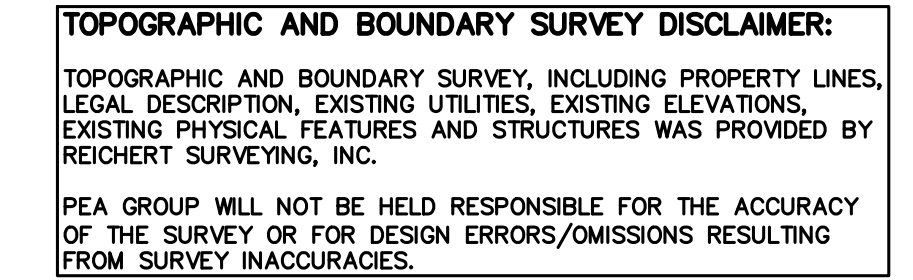 TOPOGRAPHIC AND BOUNDARY SURVEY DISCLAIMER:
TOPOGRAPHIC AND BOUNDARY SURVEY, INCLUDING PROPERTY LINES,
LEGAL DESCRIPTION, EXISTING UTILITIES, EXISTING ELEVATIONS,
EXISTING PHYSICAL FEATURES AND STRUCTURES WAS PROVIDED BY
REICHERT SURVEYING, INC.
PEA GROUP WILL NOT BE HELD RESPONSIBLE FOR THE ACCURACY
OF THE SURVEY OR FOR DESIGN ERRORS/OMISSIONS RESULTING
FROM SURVEY INACCURACIES.